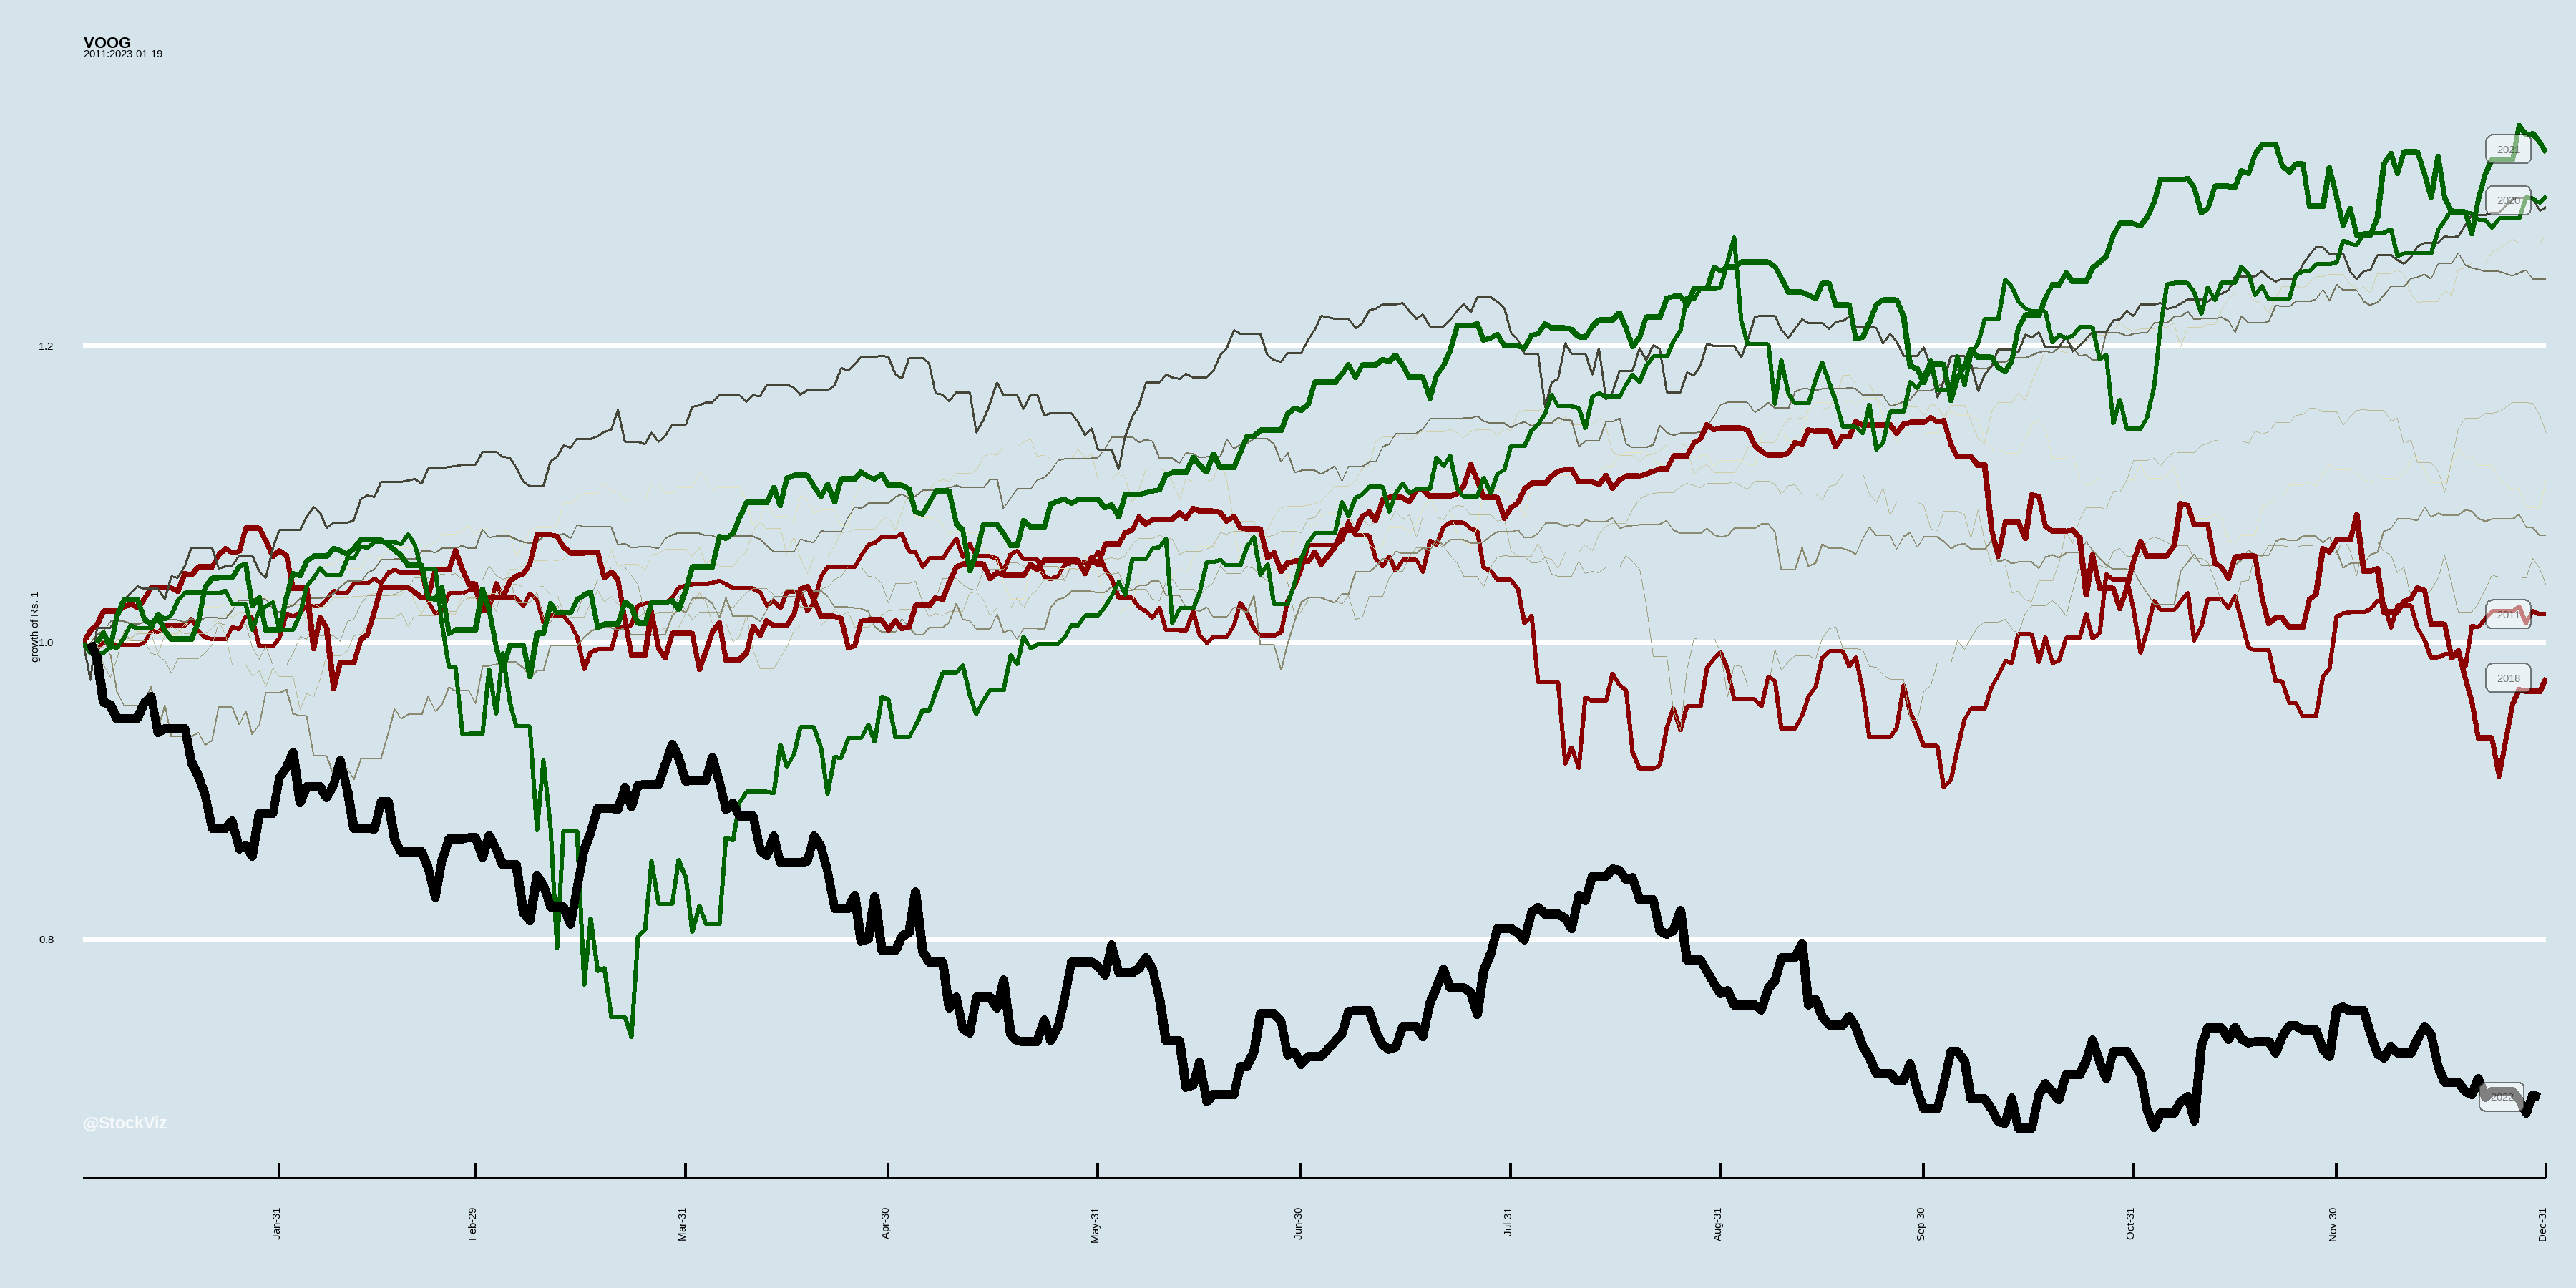 VOOG
2011:2023-01-19
growth of Rs. 1
1.2
1.0
0.8
2021
2020
2011
2018
2022
@StockViz
Jan-31
Feb-29
Mar-31
Apr-30
May-31
Jun-30
Jul-31
Aug-31
Sep-30
Oct-31
Nov-30
Dec-31